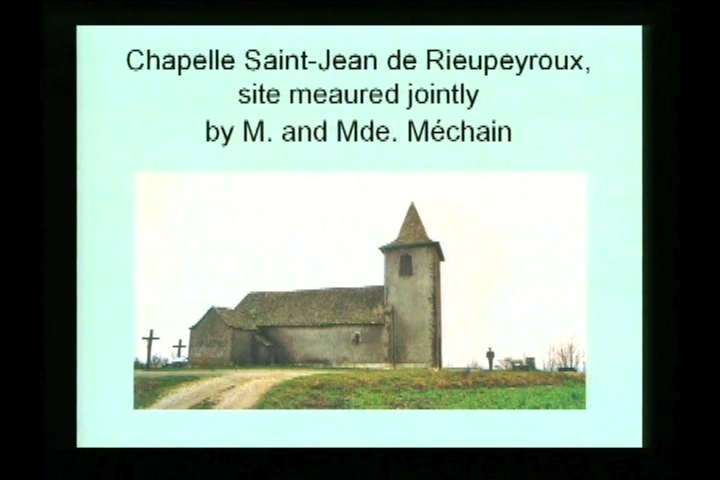 Chapelle Saint-Jean de Rieupeyroux,
site meaured jointly
by M. and Mde. Méchain